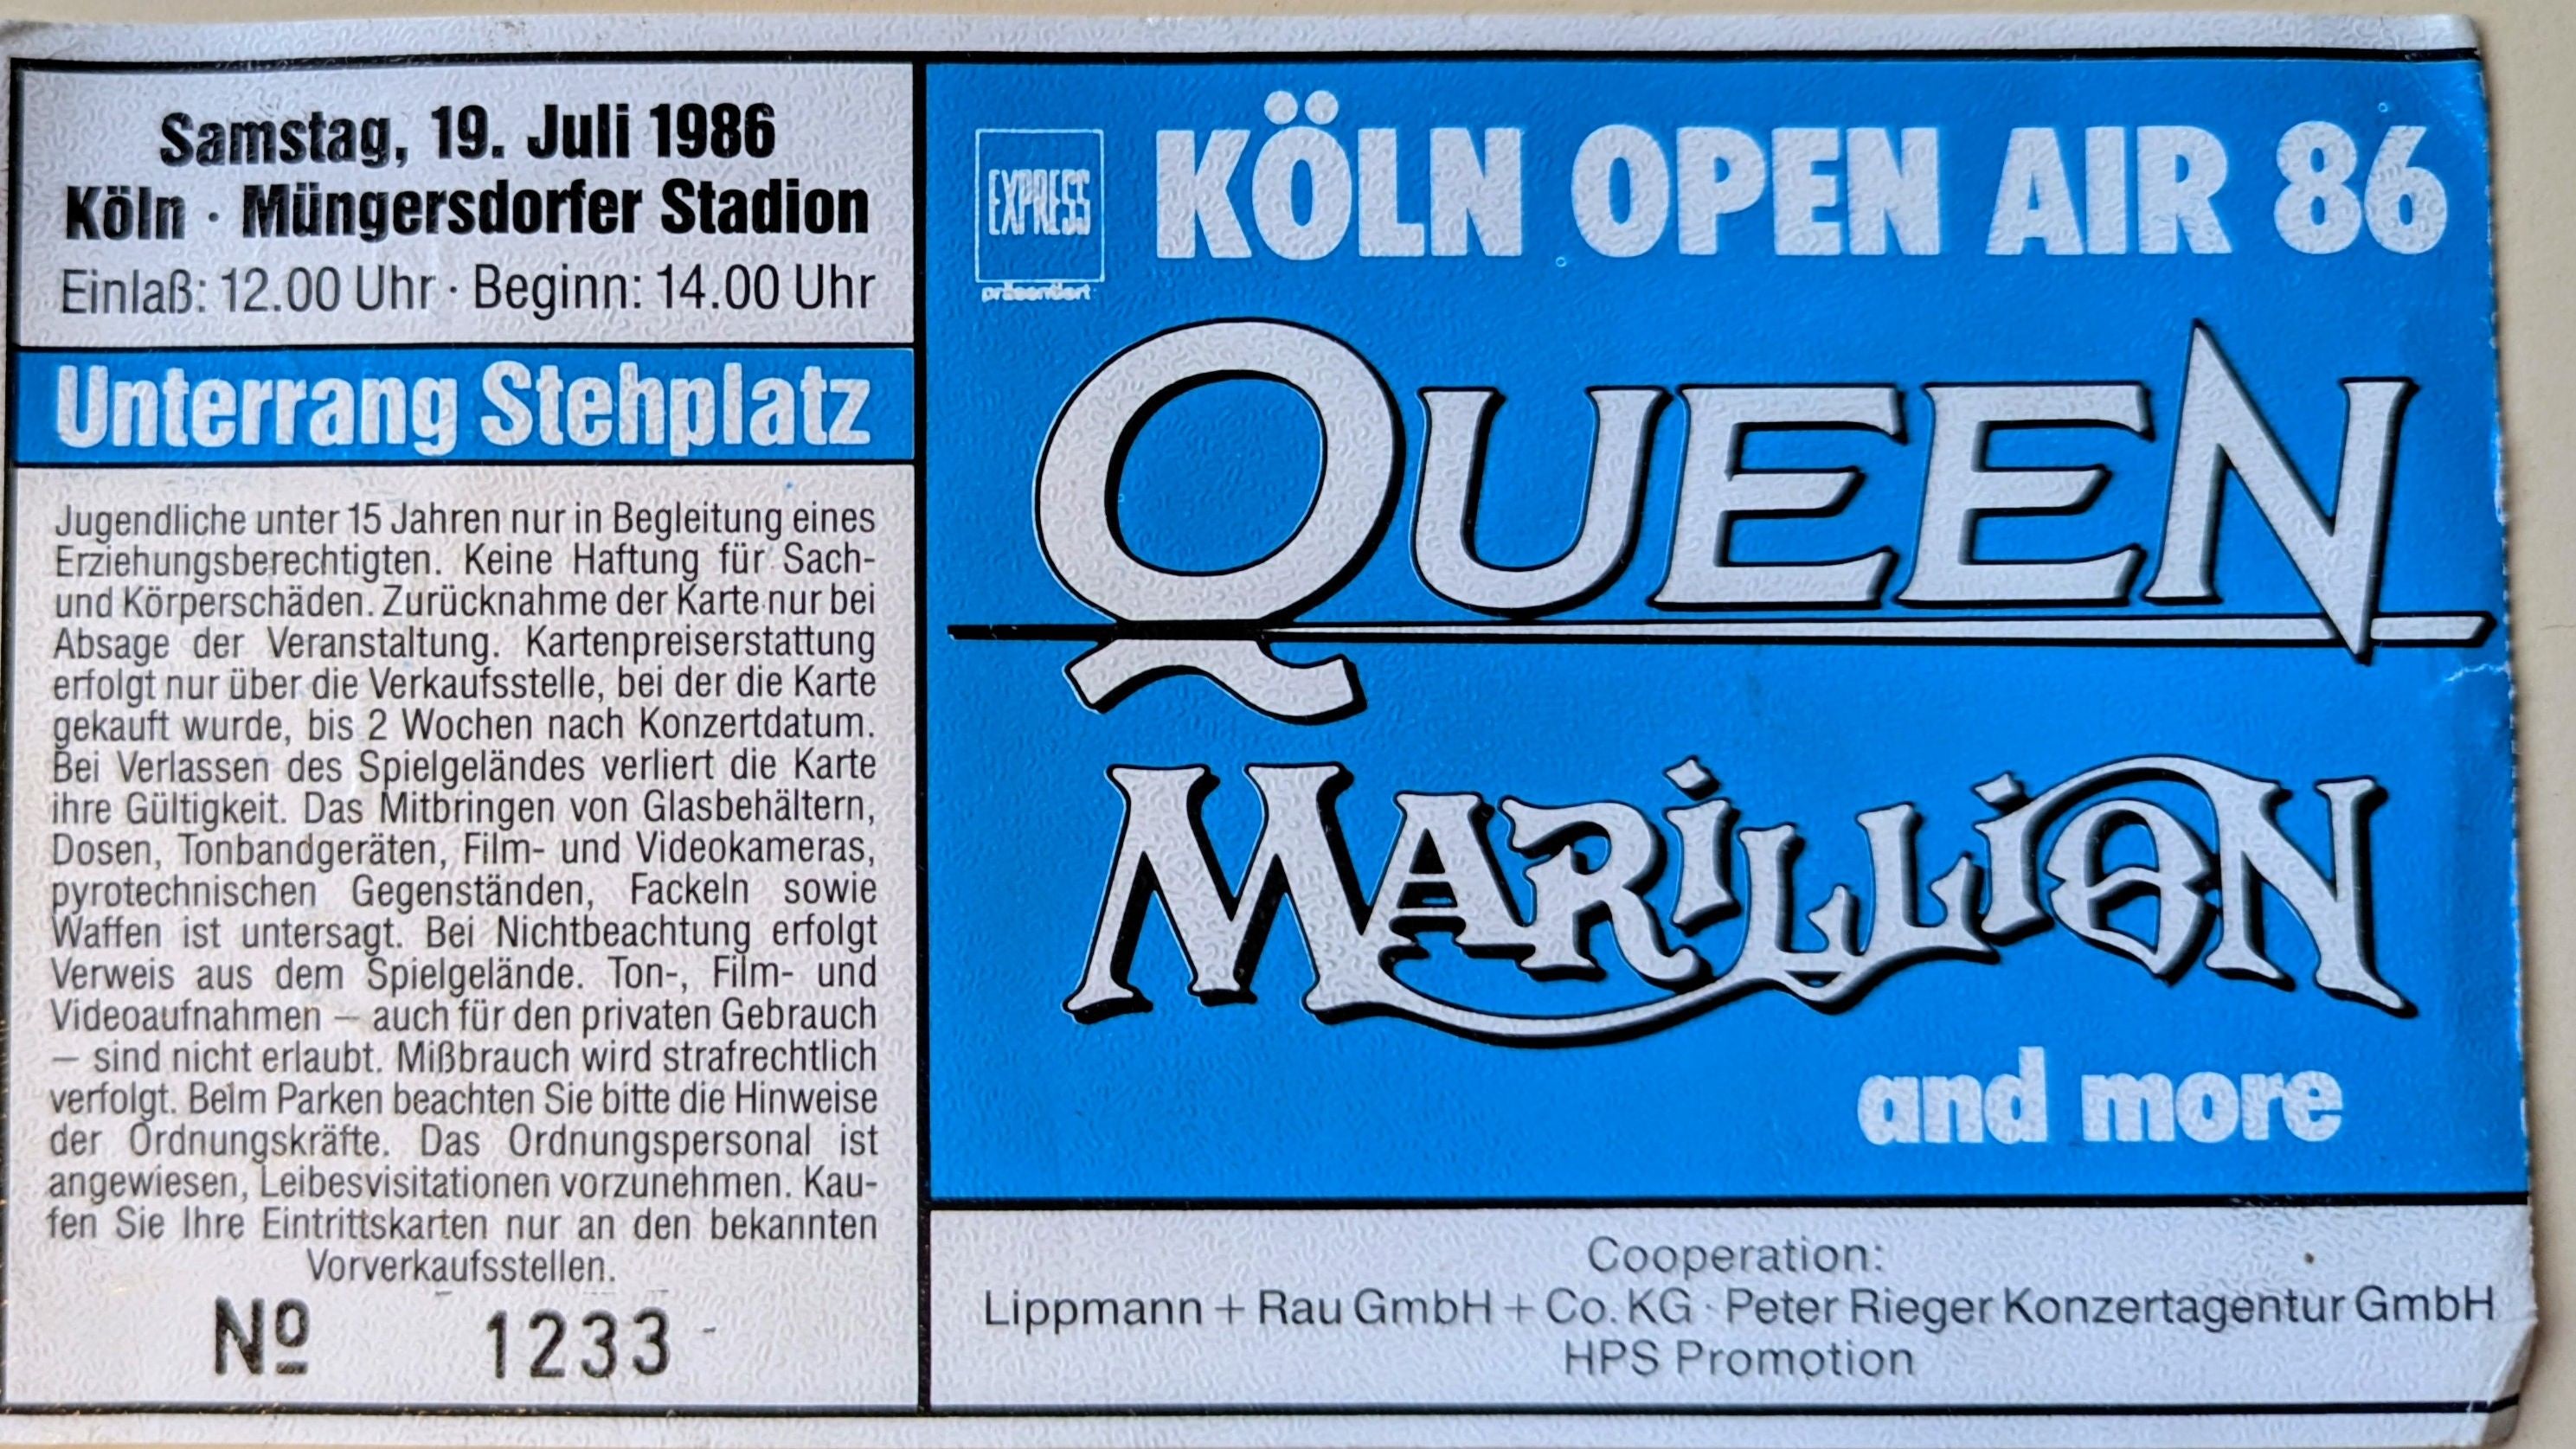 Samstag, 19. Juli 1986
Köln · Müngersdorfer Stadion
Einlaß: 12.00 Uhr · Beginn: 14.00 Uhr
Unterrang Stehplatz
Jugendliche unter 15 Jahren nur in Begleitung eines
Erziehungsberechtigten. Keine Haftung für Sach-
und Körperschäden. Zurücknahme der Karte nur bei
Absage der Veranstaltung. Kartenpreiserstattung
erfolgt nur über die Verkaufsstelle, bei der die Karte
gekauft wurde, bis 2 Wochen nach Konzertdatum.
Bei Verlassen des Spielgeländes verliert die Karte
ihre Gültigkeit. Das Mitbringen von Glasbehältern,
Dosen, Tonbandgeräten, Film- und Videokameras,
pyrotechnischen Gegenständen, Fackeln sowie
Waffen ist untersagt. Bei Nichtbeachtung erfolgt
Verweis aus dem Spielgelände. Ton-, Film- und
Videoaufnahmen – auch für den privaten Gebrauch
– sind nicht erlaubt. Mißbrauch wird strafrechtlich
verfolgt. Beim Parken beachten Sie bitte die Hinweise
der Ordnungskräfte. Das Ordnungspersonal ist
angewiesen, Leibesvisitationen vorzunehmen. Kau-
fen Sie Ihre Eintrittskarten nur an den bekannten
Vorverkaufsstellen.
Nº 1233
EXPRESS
präsentiert
KÖLN OPEN AIR 86
QUEEN
MARILLION
and more
Cooperation:
Lippmann + Rau GmbH + Co. KG · Peter Rieger Konzertagentur GmbH
HPS Promotion